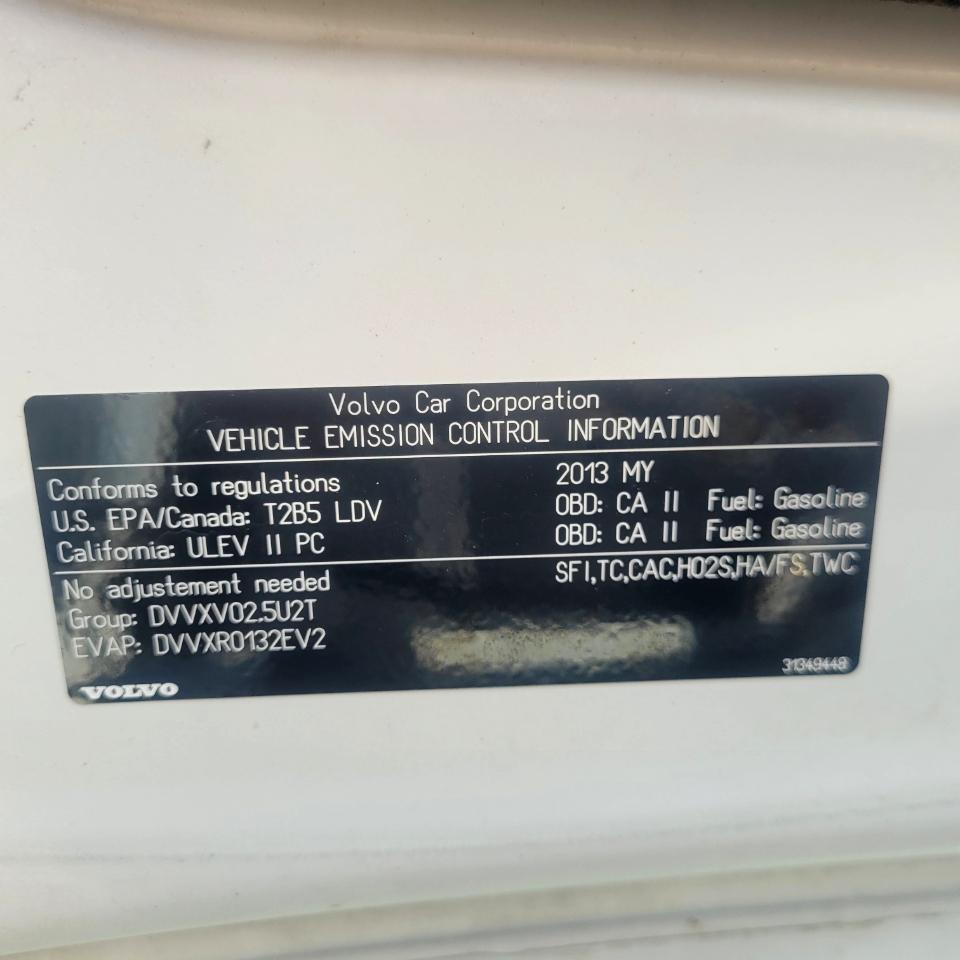 Volvo Car Corporation
VEHICLE EMISSION CONTROL INFORMATION
Conforms to regulations 2013 MY
U.S. EPA/Canada: T2B5 LDV OBD: CA II Fuel: Gasoline
California: ULEV II PC OBD: CA II Fuel: Gasoline
No adjustement needed SFI,TC,CAC,HO2S,HA/FS,TWC
Group: DVVXV02.5U2T
EVAP: DVVXR0132EV2
VOLVO 31349448